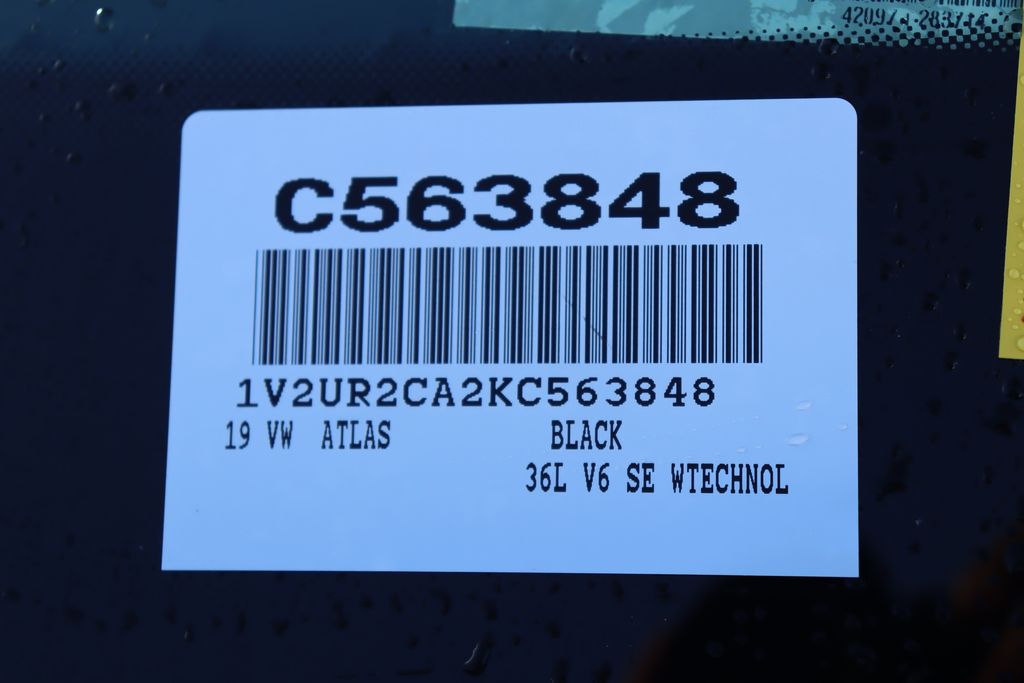 C563848
1V2UR2CA2KC563848
19 VW ATLAS BLACK
36L V6 SE WTECHNOL